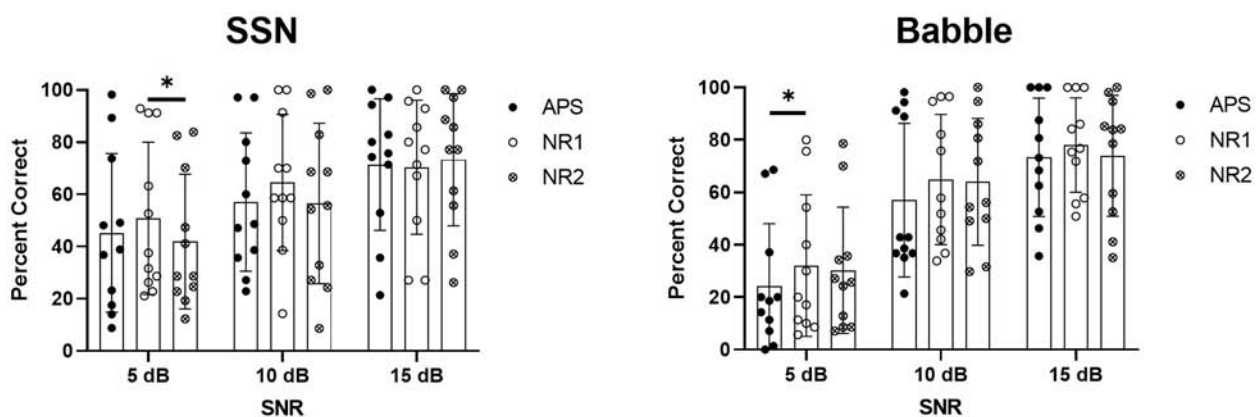 SSN
*
Percent Correct
100
80
60
40
20
0
5 dB
10 dB
15 dB
SNR
APS
NR1
NR2
Babble
*
Percent Correct
100
80
60
40
20
0
5 dB
10 dB
15 dB
SNR
APS
NR1
NR2